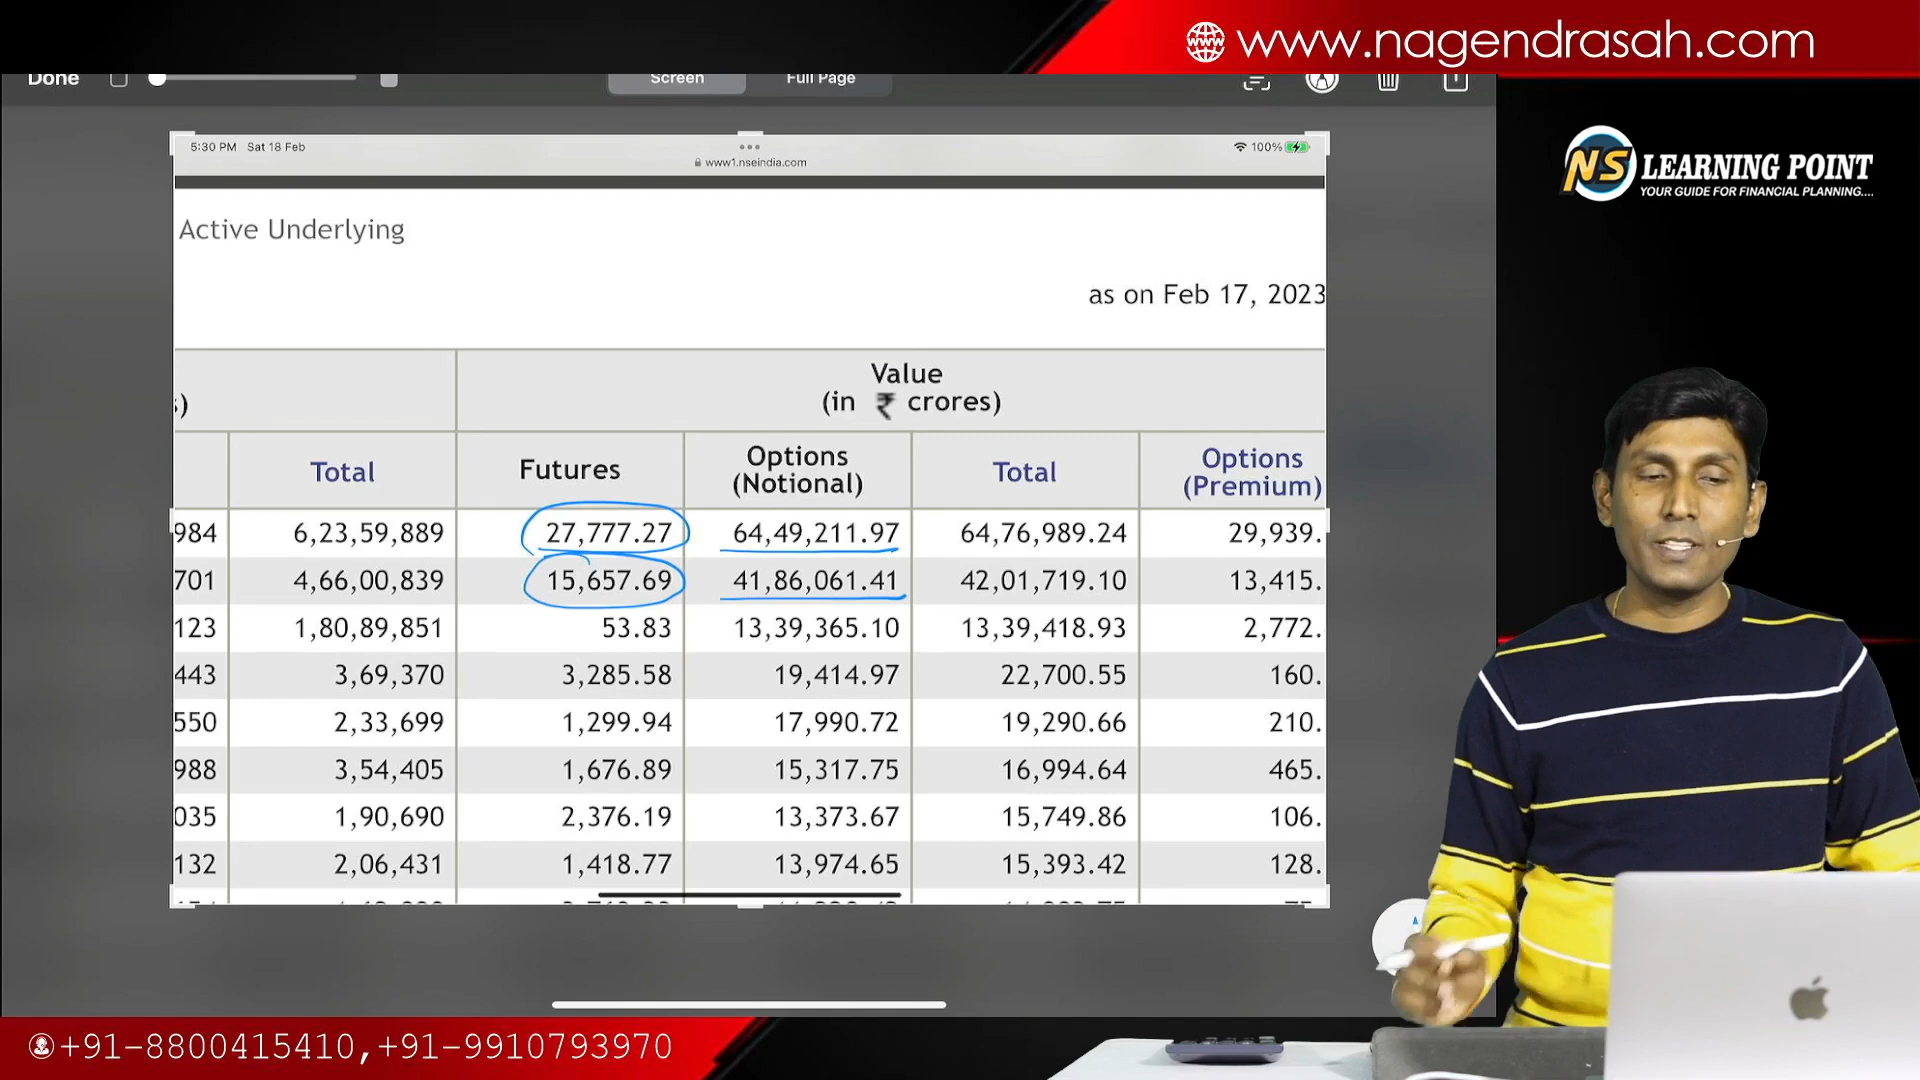 www.nagendrasah.com
Done
Screen
Full Page
NS LEARNING POINT
YOUR GUIDE FOR FINANCIAL PLANNING....
5:30 PM Sat 18 Feb
100%
www1.nseindia.com
Active Underlying
as on Feb 17, 2023
Value
(in ₹ crores)
s)
Total Futures Options (Notional) Total Options (Premium)
984 6,23,59,889 27,777.27 64,49,211.97 64,76,989.24 29,939.
701 4,66,00,839 15,657.69 41,86,061.41 42,01,719.10 13,415.
123 1,80,89,851 53.83 13,39,365.10 13,39,418.93 2,772.
443 3,69,370 3,285.58 19,414.97 22,700.55 160.
550 2,33,699 1,299.94 17,990.72 19,290.66 210.
988 3,54,405 1,676.89 15,317.75 16,994.64 465.
035 1,90,690 2,376.19 13,373.67 15,749.86 106.
132 2,06,431 1,418.77 13,974.65 15,393.42 128.
+91-8800415410,+91-9910793970